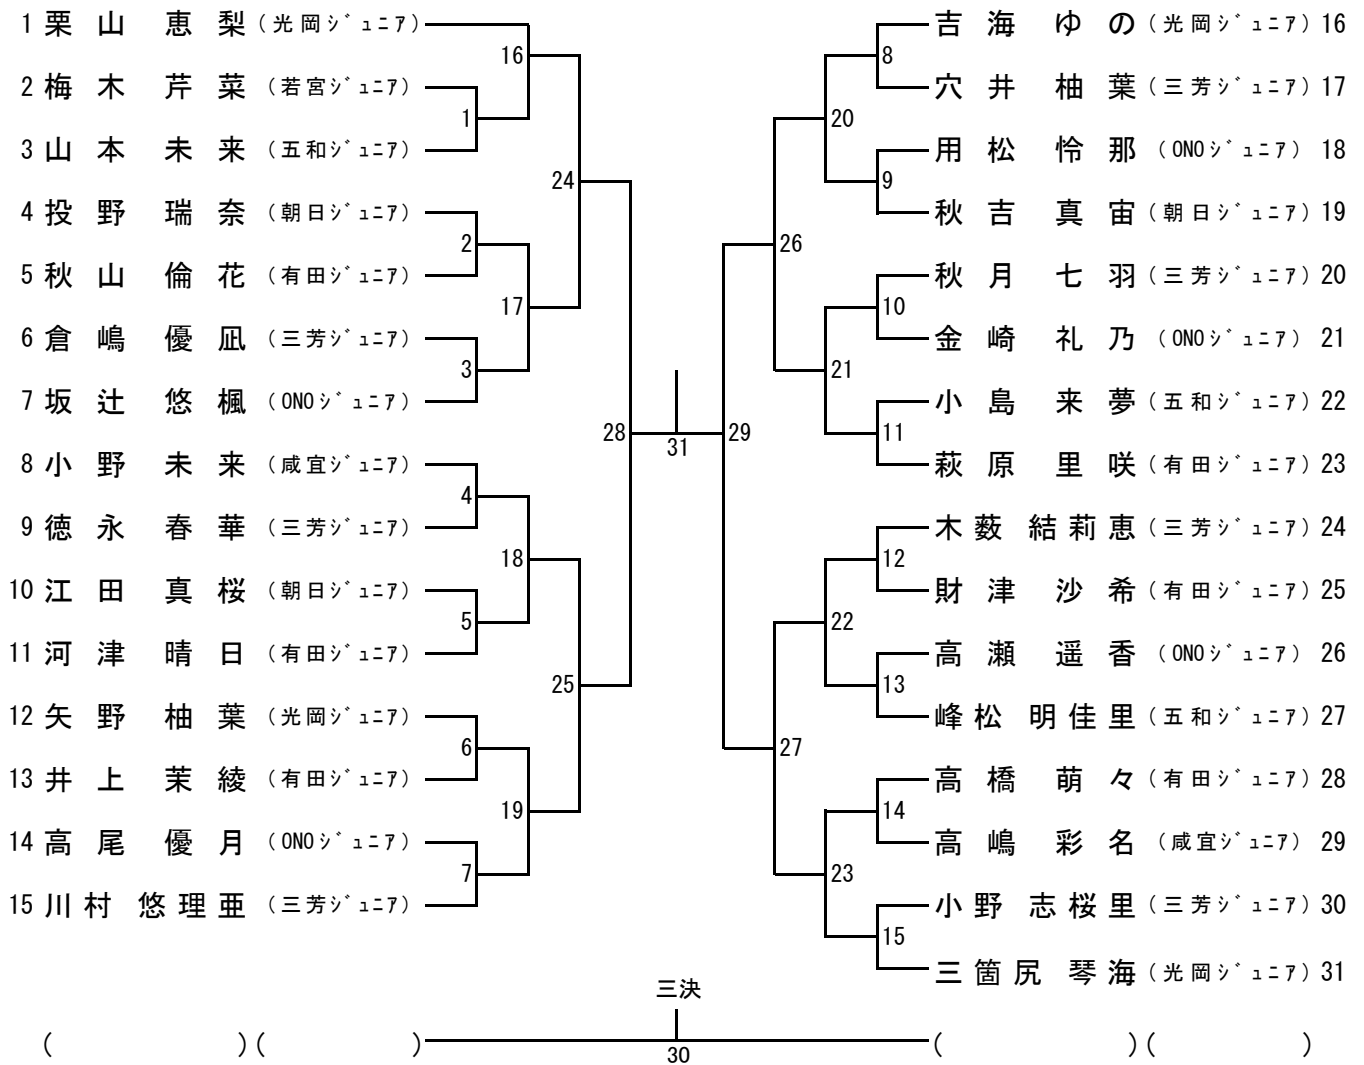 1 栗山 恵梨 (光岡ジュニア)
2 梅木 芹菜 (若宮ジュニア)
3 山本 未来 (五和ジュニア)
4 投野 瑞奈 (朝日ジュニア)
5 秋山 倫花 (有田ジュニア)
6 倉嶋 優凪 (三芳ジュニア)
7 坂辻 悠楓 (ONOジュニア)
8 小野 未来 (咸宜ジュニア)
9 徳永 春華 (三芳ジュニア)
10 江田 真桜 (朝日ジュニア)
11 河津 晴日 (有田ジュニア)
12 矢野 柚葉 (光岡ジュニア)
13 井上 茉綾 (有田ジュニア)
14 高尾 優月 (ONOジュニア)
15 川村 悠理亜 (三芳ジュニア)
16
1
24
2
17
3
28
4
18
5
25
6
19
7
31
29
8
20
9
26
10
21
11
12
22
13
27
14
23
15
吉海 ゆの (光岡ジュニア) 16
穴井 柚葉 (三芳ジュニア) 17
用松 怜那 (ONOジュニア) 18
秋吉 真宙 (朝日ジュニア) 19
秋月 七羽 (三芳ジュニア) 20
金崎 礼乃 (ONOジュニア) 21
小島 来夢 (五和ジュニア) 22
萩原 里咲 (有田ジュニア) 23
木薮 結莉恵 (三芳ジュニア) 24
財津 沙希 (有田ジュニア) 25
高瀬 遥香 (ONOジュニア) 26
峰松 明佳里 (五和ジュニア) 27
高橋 萌々 (有田ジュニア) 28
高嶋 彩名 (咸宜ジュニア) 29
小野 志桜里 (三芳ジュニア) 30
三箇尻 琴海 (光岡ジュニア) 31
三決
( )( ) 30 ( )( )